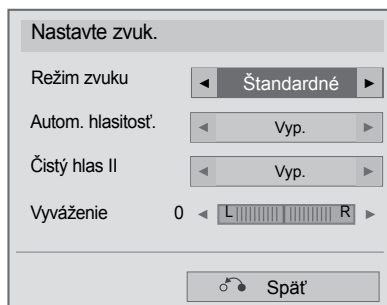 Nastavte zvuk.
Režim zvuku ◄ Štandardné ►
Autom. hlasitosť. ◄ Vyp. ►
Čistý hlas II ◄ Vyp. ►
Vyváženie 0 ◄ L R ►
Späť